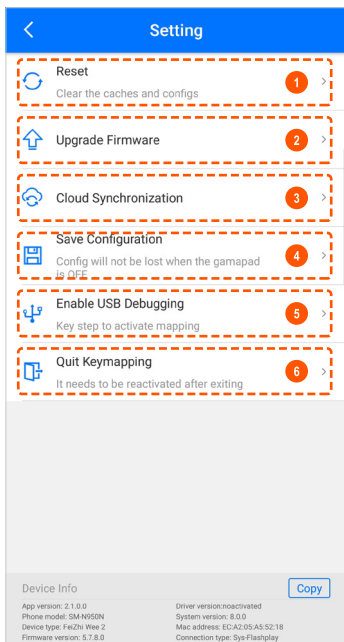 Setting
Reset
Clear the caches and configs
1
Upgrade Firmware
2
Cloud Synchronization
3
Save Configuration
Config will not be lost when the gamapad
is OFF
4
Enable USB Debugging
Key step to activate mapping
5
Quit Keymapping
It needs to be reactivated after exiting
6
Device Info
Copy
App version: 2.1.0.0
Driver version:noactivated
Phone model: SM-N950N
System version: 8.0.0
Device type: FeiZhi Wee 2
Mac address: EC:A2:05:A5:52:18
Firmware version: 5.7.8.0
Connection type: Sys-Flashplay